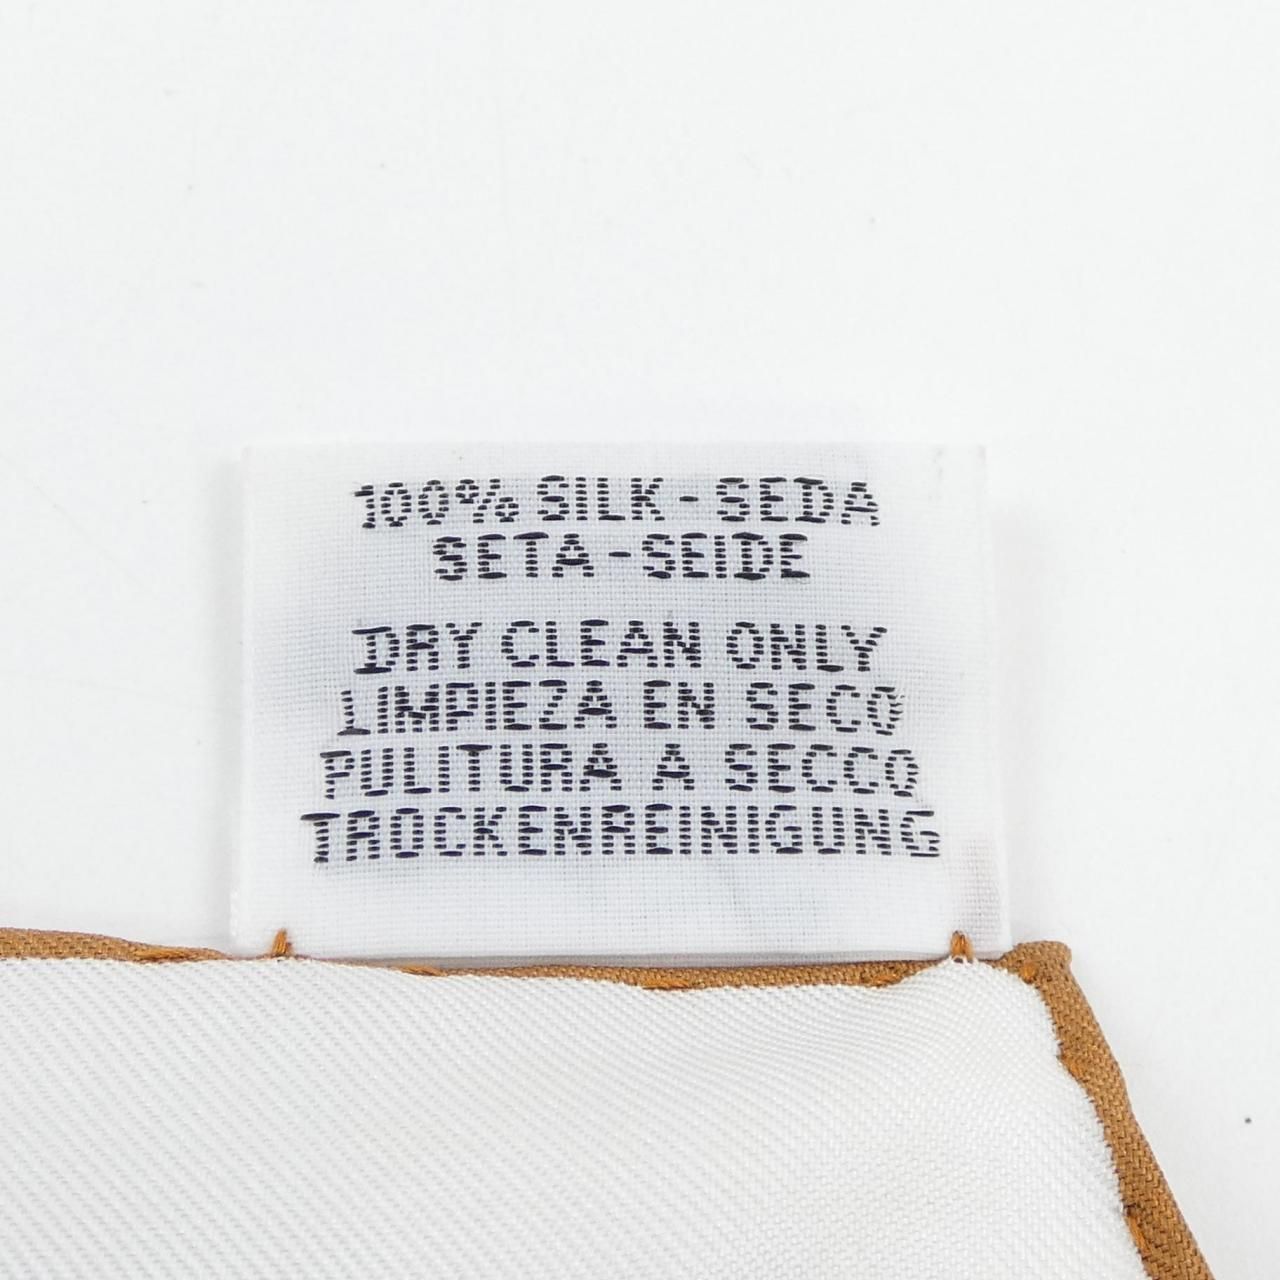 100% SILK - SEDA
SETA - SEIDE
DRY CLEAN ONLY
LIMPIEZA EN SECO
PULITURA A SECCO
TROCKENREINIGUNG